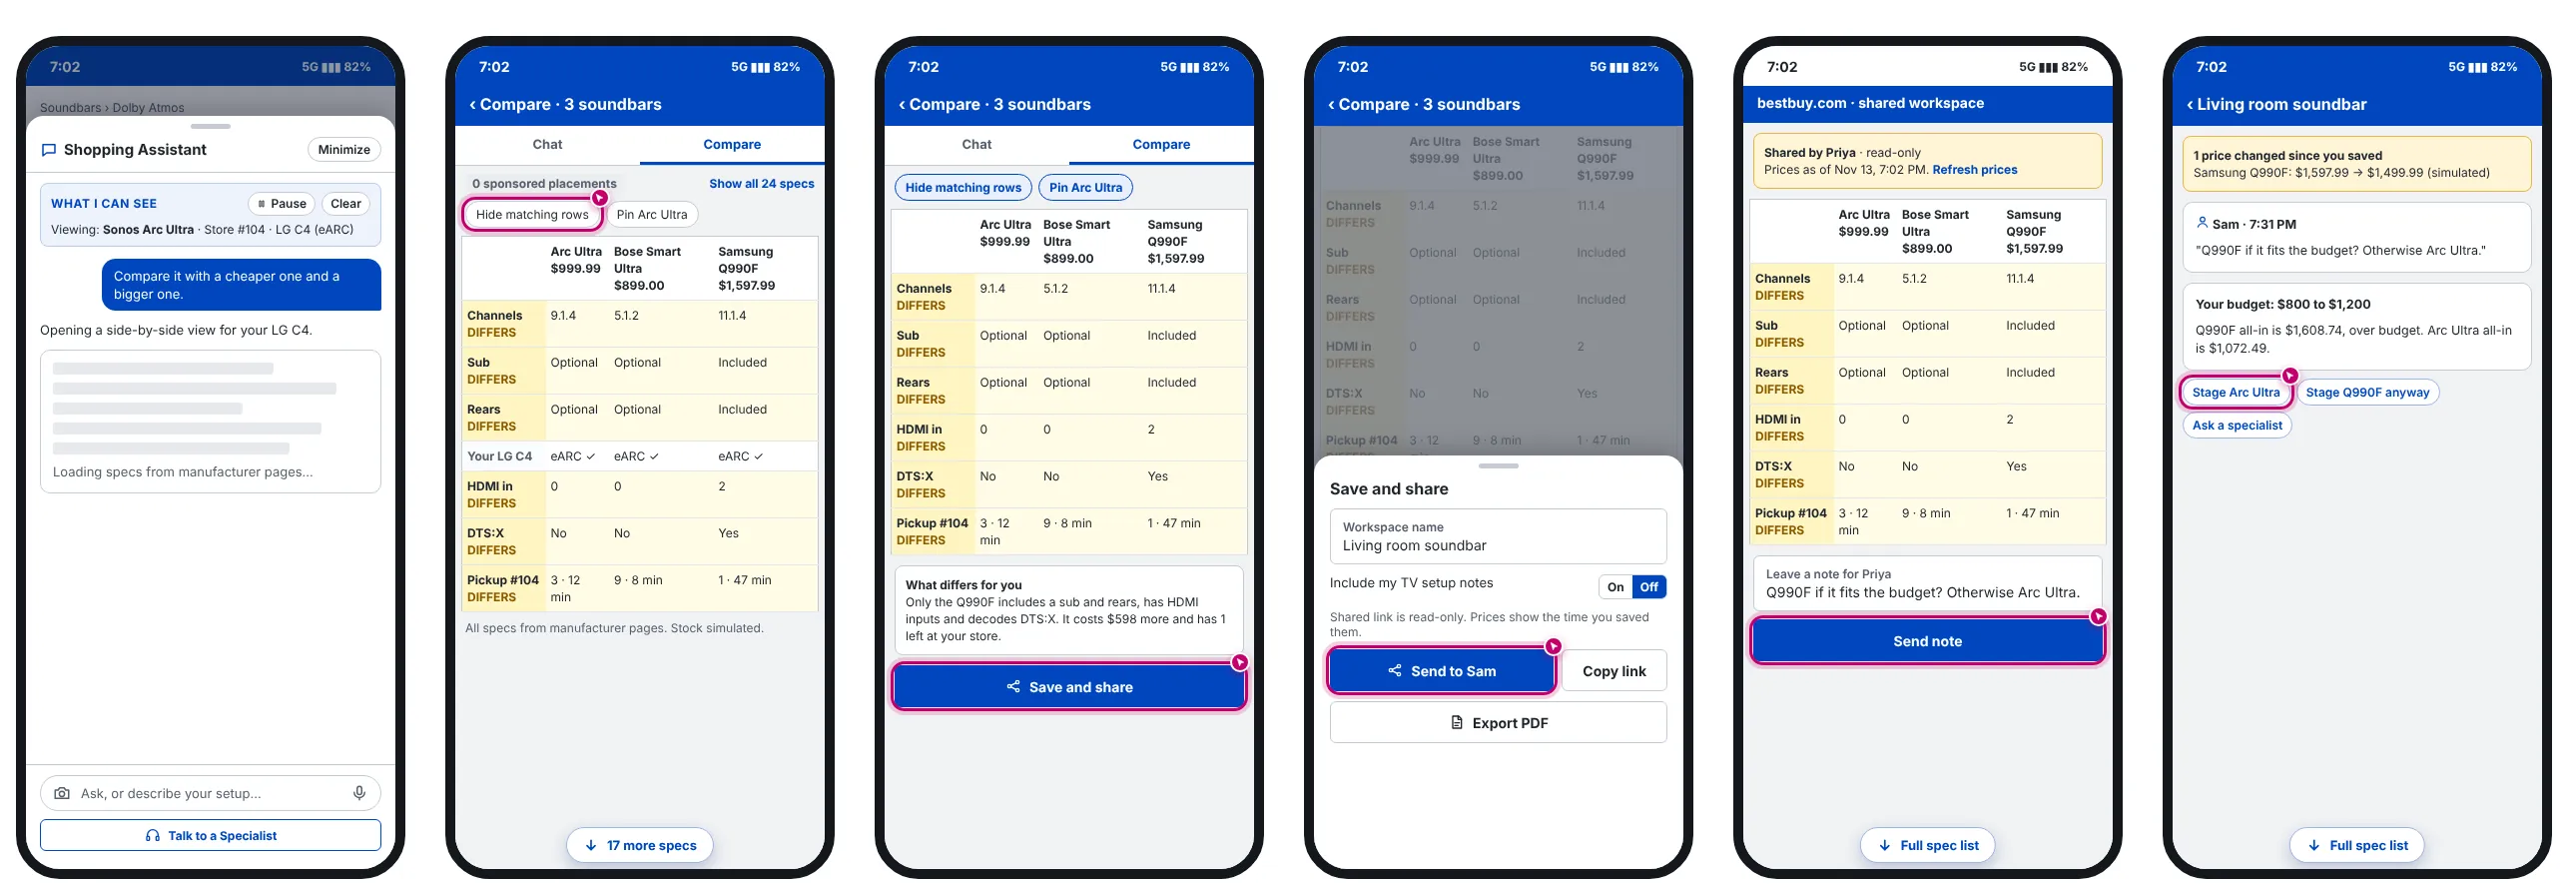 7:02
5G 82%
Soundbars › Dolby Atmos
Shopping Assistant
Minimize
WHAT I CAN SEE
Pause
Clear
Viewing: Sonos Arc Ultra · Store #104 · LG C4 (eARC)
Compare it with a cheaper one and a
bigger one.
Opening a side-by-side view for your LG C4.
Loading specs from manufacturer pages...
Ask, or describe your setup...
Talk to a Specialist
7:02
5G 82%
‹ Compare · 3 soundbars
Chat
Compare
0 sponsored placements
Show all 24 specs
Hide matching rows
Pin Arc Ultra
Arc Ultra Bose Smart Samsung
$999.99 Ultra Q990F
$899.00 $1,597.99
Channels 9.1.4 5.1.2 11.1.4
DIFFERS
Sub Optional Optional Included
DIFFERS
Rears Optional Optional Included
DIFFERS
Your LG C4 eARC ✓ eARC ✓ eARC ✓
HDMI in 0 0 2
DIFFERS
DTS:X No No Yes
DIFFERS
Pickup #104 3 · 12 9 · 8 min 1 · 47 min
DIFFERS min
All specs from manufacturer pages. Stock simulated.
↓ 17 more specs
7:02
5G 82%
‹ Compare · 3 soundbars
Chat
Compare
Hide matching rows
Pin Arc Ultra
Arc Ultra Bose Smart Samsung
$999.99 Ultra Q990F
$899.00 $1,597.99
Channels 9.1.4 5.1.2 11.1.4
DIFFERS
Sub Optional Optional Included
DIFFERS
Rears Optional Optional Included
DIFFERS
HDMI in 0 0 2
DIFFERS
DTS:X No No Yes
DIFFERS
Pickup #104 3 · 12 9 · 8 min 1 · 47 min
DIFFERS min
What differs for you
Only the Q990F includes a sub and rears, has HDMI
inputs and decodes DTS:X. It costs $598 more and has 1
left at your store.
Save and share
7:02
5G 82%
‹ Compare · 3 soundbars
Arc Ultra Bose Smart Samsung
$999.99 Ultra Q990F
$899.00 $1,597.99
Channels 9.1.4 5.1.2 11.1.4
DIFFERS
Sub Optional Optional Included
DIFFERS
Rears Optional Optional Included
DIFFERS
HDMI in 0 0 2
DIFFERS
DTS:X No No Yes
DIFFERS
Pickup #104 3 · 12 9 · 8 min 1 · 47 min
Save and share
Workspace name
Living room soundbar
Include my TV setup notes
On
Off
Shared link is read-only. Prices show the time you saved
them.
Send to Sam
Copy link
Export PDF
7:02
5G 82%
bestbuy.com · shared workspace
Shared by Priya · read-only
Prices as of Nov 13, 7:02 PM. Refresh prices
Arc Ultra Bose Smart Samsung
$999.99 Ultra Q990F
$899.00 $1,597.99
Channels 9.1.4 5.1.2 11.1.4
DIFFERS
Sub Optional Optional Included
DIFFERS
Rears Optional Optional Included
DIFFERS
HDMI in 0 0 2
DIFFERS
DTS:X No No Yes
DIFFERS
Pickup #104 3 · 12 9 · 8 min 1 · 47 min
DIFFERS min
Leave a note for Priya
Q990F if it fits the budget? Otherwise Arc Ultra.
Send note
↓ Full spec list
7:02
5G 82%
‹ Living room soundbar
1 price changed since you saved
Samsung Q990F: $1,597.99 → $1,499.99 (simulated)
Sam · 7:31 PM
"Q990F if it fits the budget? Otherwise Arc Ultra."
Your budget: $800 to $1,200
Q990F all-in is $1,608.74, over budget. Arc Ultra all-in
is $1,072.49.
Stage Arc Ultra
Stage Q990F anyway
Ask a specialist
↓ Full spec list